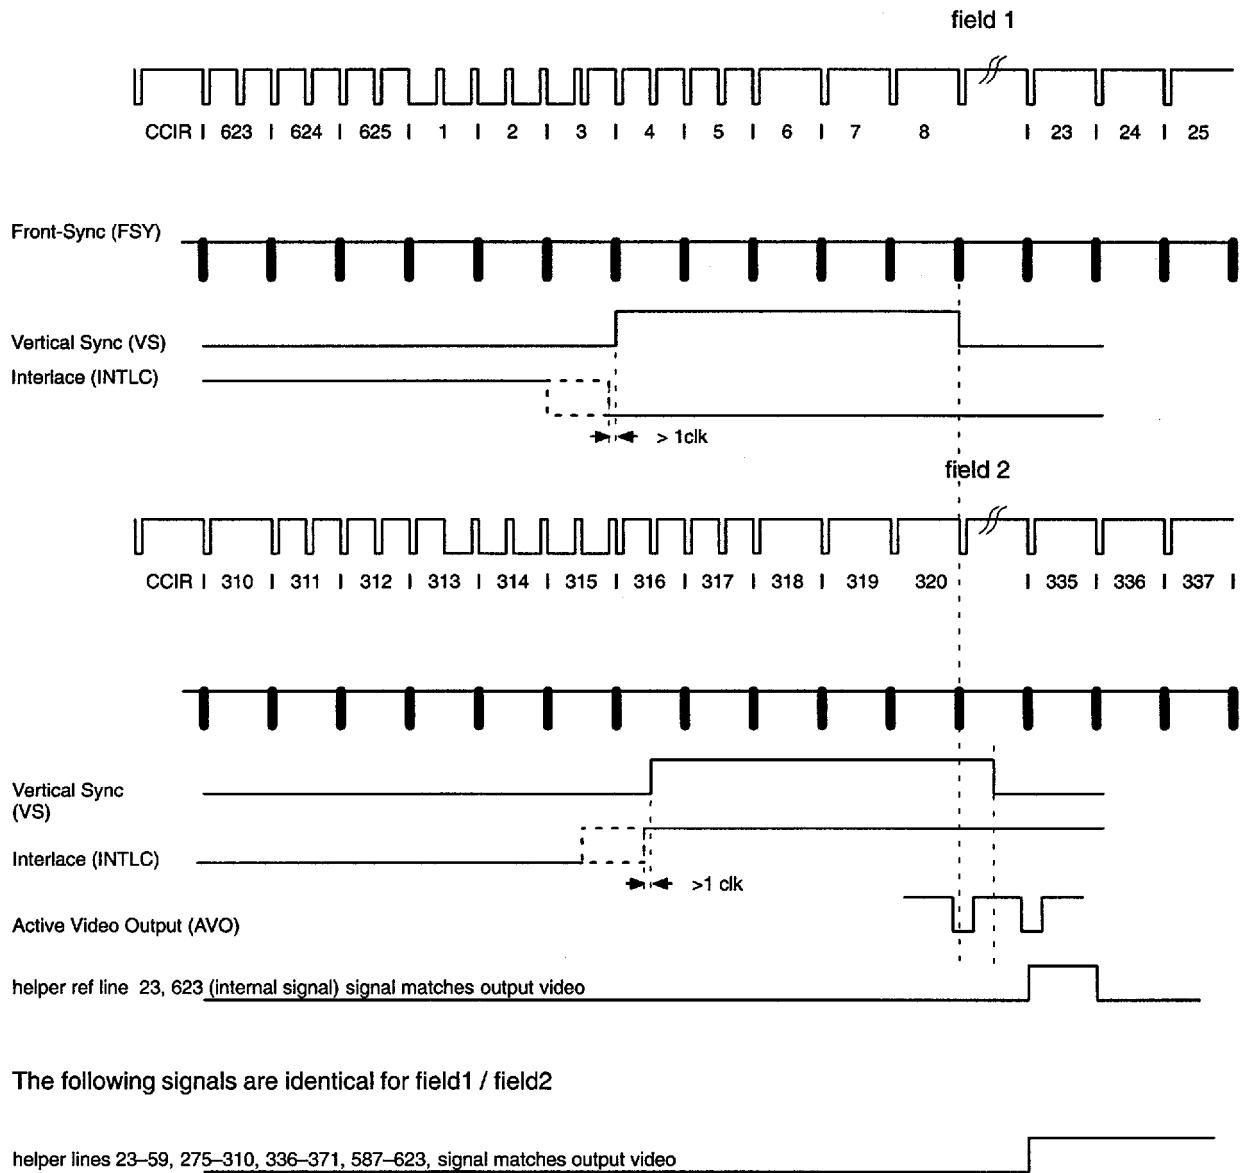 field 1
CCIR | 623 | 624 | 625 | 1 | 2 | 3 | 4 | 5 | 6 | 7 8 | 23 | 24 | 25
Front-Sync (FSY)
Vertical Sync (VS)
Interlace (INTLC)
> 1clk
field 2
CCIR | 310 | 311 | 312 | 313 | 314 | 315 | 316 | 317 | 318 | 319 320 | 335 | 336 | 337 |
Vertical Sync
(VS)
Interlace (INTLC)
>1 clk
Active Video Output (AVO)
helper ref line 23, 623 (internal signal) signal matches output video
The following signals are identical for field1 / field2
helper lines 23–59, 275–310, 336–371, 587–623, signal matches output video